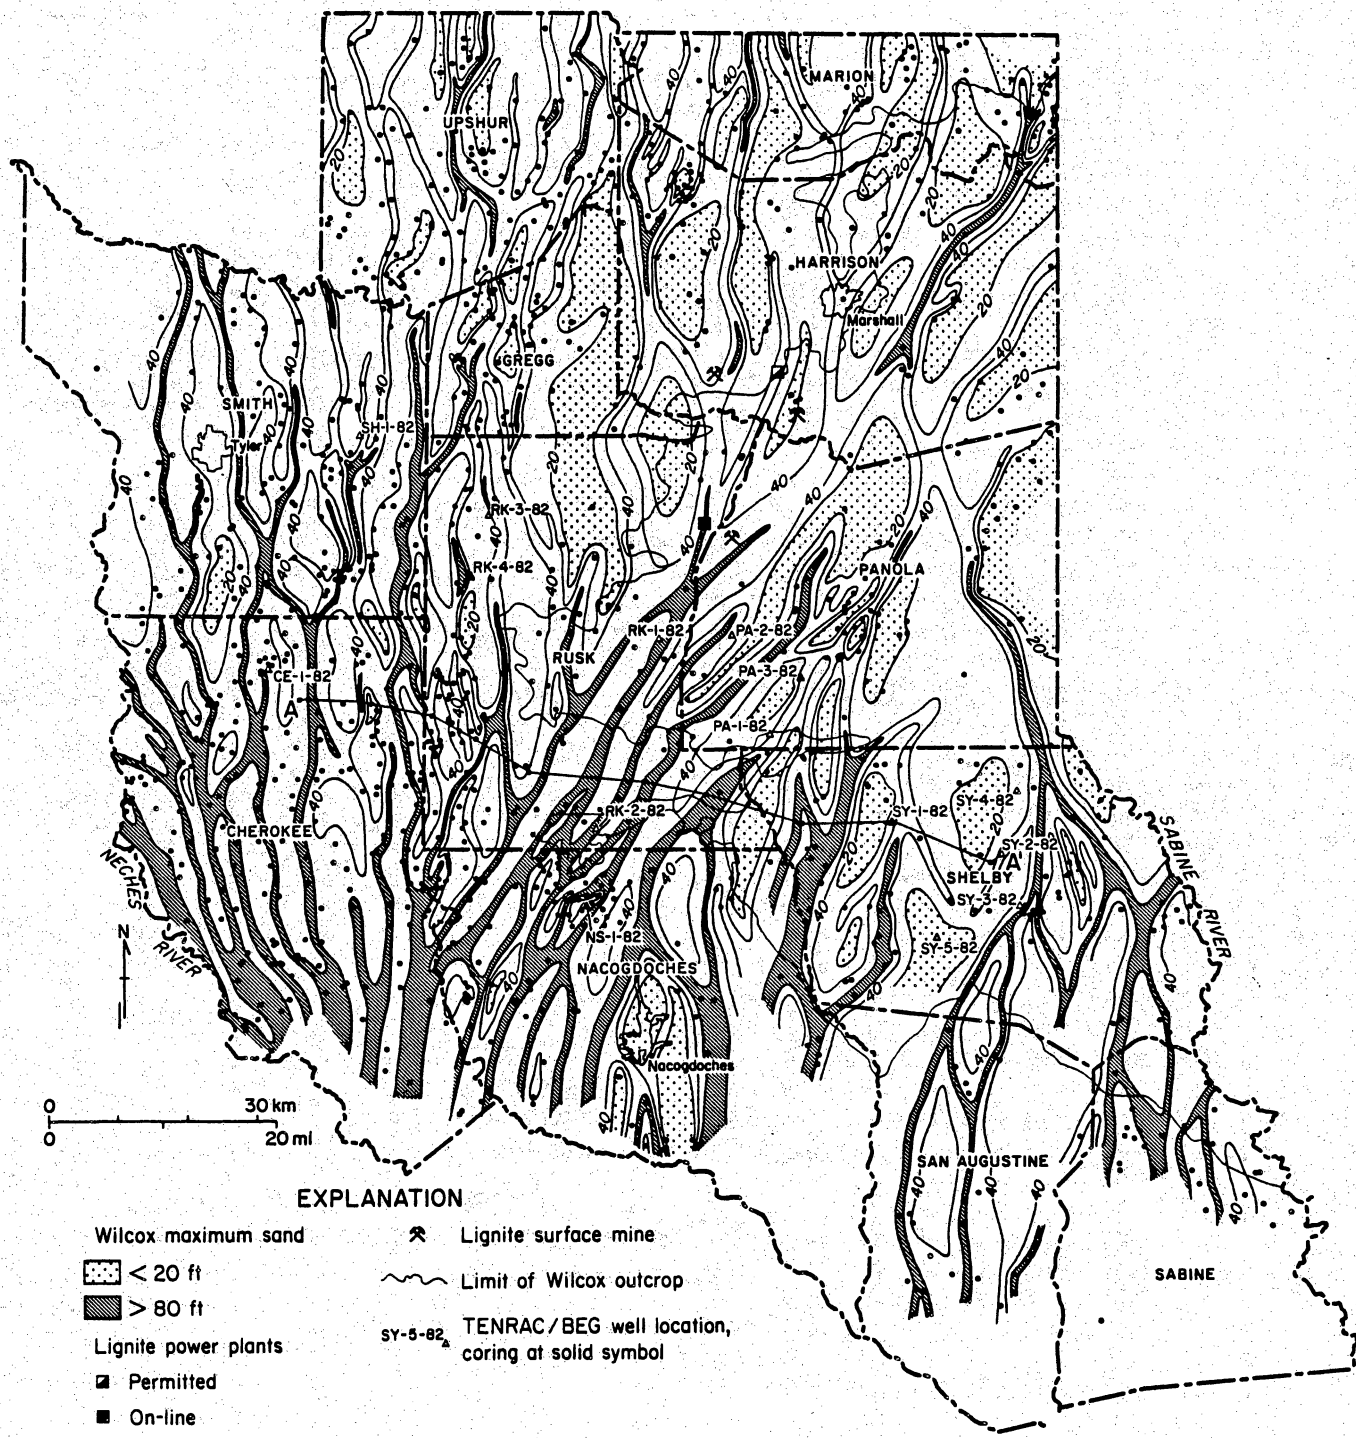 MARION
UPSHUR
HARRISON
Marshall
GREGG
SMITH
Tyler
SH-1-82
RK-3-82
RK-4-82
PANOLA
RK-1-82
PA-2-82
RUSK
PA-3-82
CE-1-82
A
PA-1-82
RK-2-82
SY-1-82
SY-4-82
CHEROKEE
SY-2-82
A'
SHELBY
SABINE
RIVER
NECHES
RIVER
SY-3-82
N
NS-1-82
SY-5-82
NACOGDOCHES
Nacogdoches
0 30 km
0 20 mi
SAN AUGUSTINE
SABINE
20
40
EXPLANATION
Wilcox maximum sand
< 20 ft
> 80 ft
Lignite power plants
Permitted
On-line
Lignite surface mine
Limit of Wilcox outcrop
SY-5-82 TENRAC/BEG well location,
coring at solid symbol